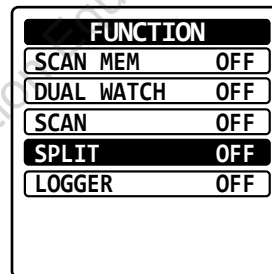 FUNCTION
SCAN MEM OFF
DUAL WATCH OFF
SCAN OFF
SPLIT OFF
LOGGER OFF